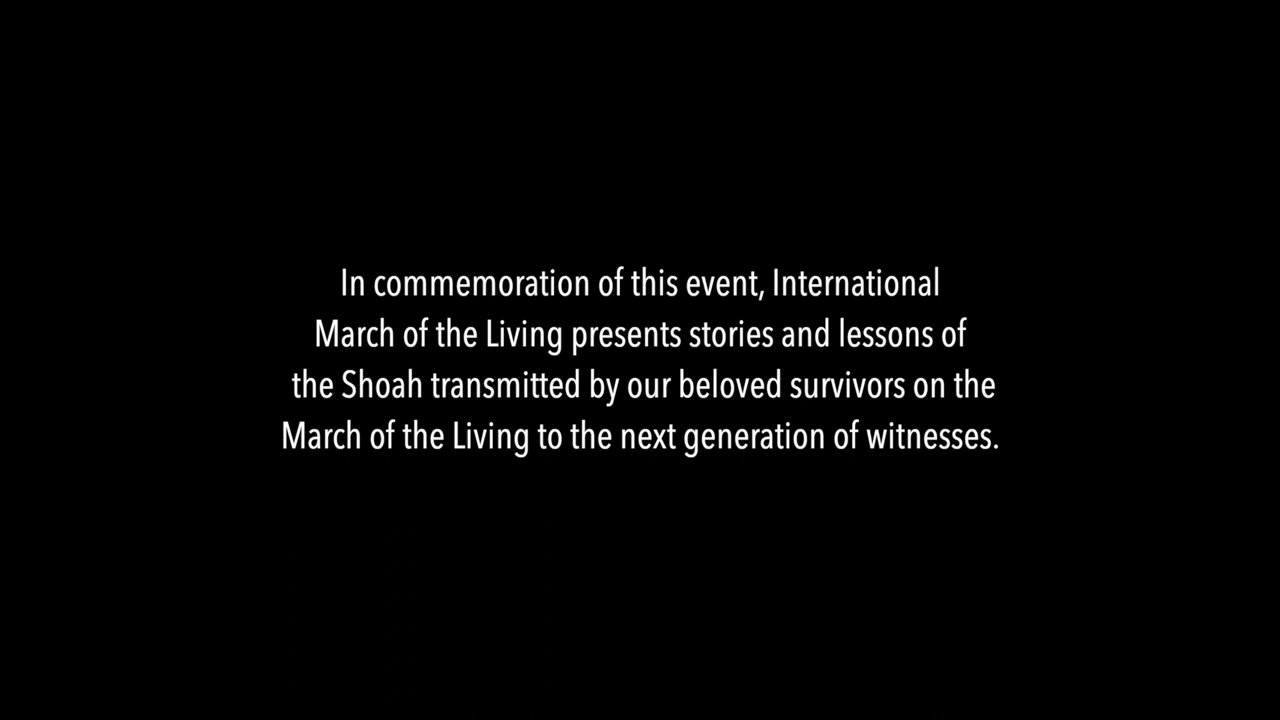 In commemoration of this event, International
March of the Living presents stories and lessons of
the Shoah transmitted by our beloved survivors on the
March of the Living to the next generation of witnesses.